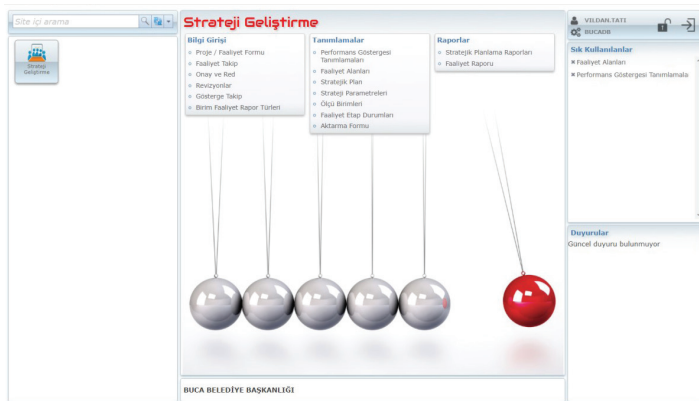 Site içi arama
Strateji
Geliştirme
Strateji Geliştirme
Bilgi Girişi
Proje / Faaliyet Formu
Faaliyet Takip
Onay ve Red
Revizyonlar
Gösterge Takip
Birim Faaliyet Rapor Türleri
Tanımlamalar
Performans Göstergesi
Tanımlamaları
Faaliyet Alanları
Stratejik Plan
Strateji Parametreleri
Ölçü Birimleri
Faaliyet Etap Durumları
Aktarma Formu
Raporlar
Stratejik Planlama Raporları
Faaliyet Raporu
VILDAN.TATI
BUCADB
Sık Kullanılanlar
Faaliyet Alanları
Performans Göstergesi Tanımlamala
Duyurular
Güncel duyuru bulunmuyor
BUCA BELEDİYE BAŞKANLIĞI